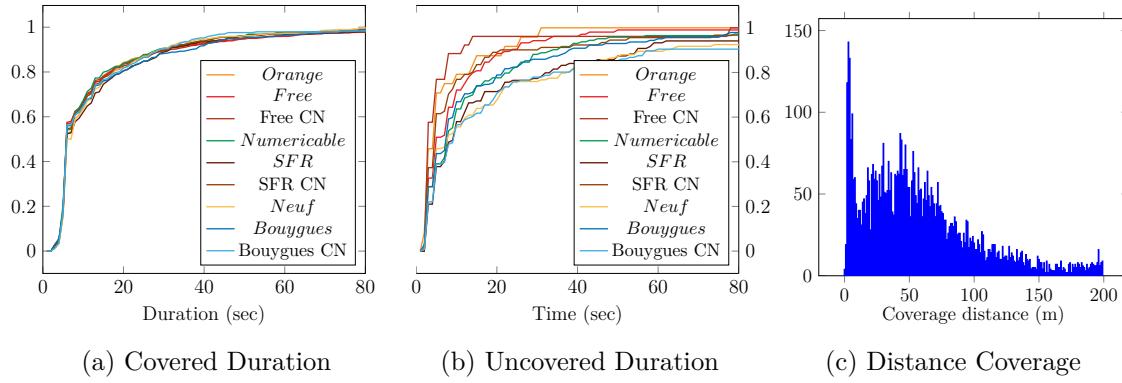 1
0.8
0.6
0.4
0.2
0
0 20 40 60 80
Duration (sec)
Orange
Free
Free CN
Numericable
SFR
SFR CN
Neuf
Bouygues
Bouygues CN
(a) Covered Duration
1
0.8
0.6
0.4
0.2
0
0 20 40 60 80
Time (sec)
Orange
Free
Free CN
Numericable
SFR
SFR CN
Neuf
Bouygues
Bouygues CN
(b) Uncovered Duration
150
100
50
0
0 50 100 150 200
Coverage distance (m)
(c) Distance Coverage